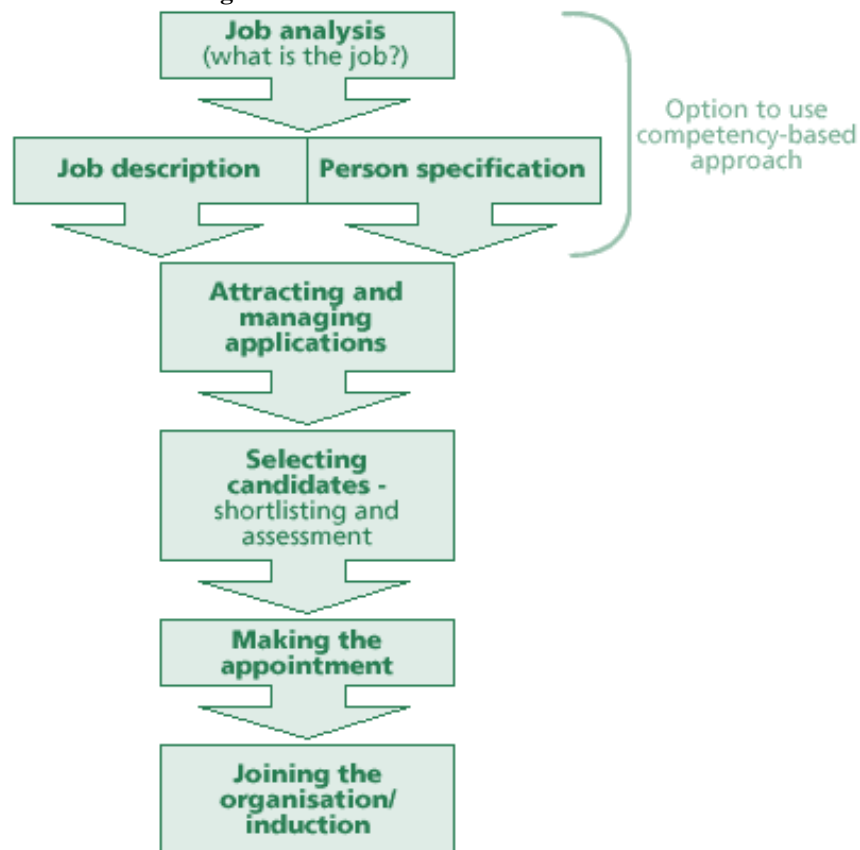 Job analysis
(what is the job?)
Option to use
competency-based
approach
Job description
Person specification
Attracting and
managing
applications
Selecting
candidates -
shortlisting and
assessment
Making the
appointment
Joining the
organisation/
induction